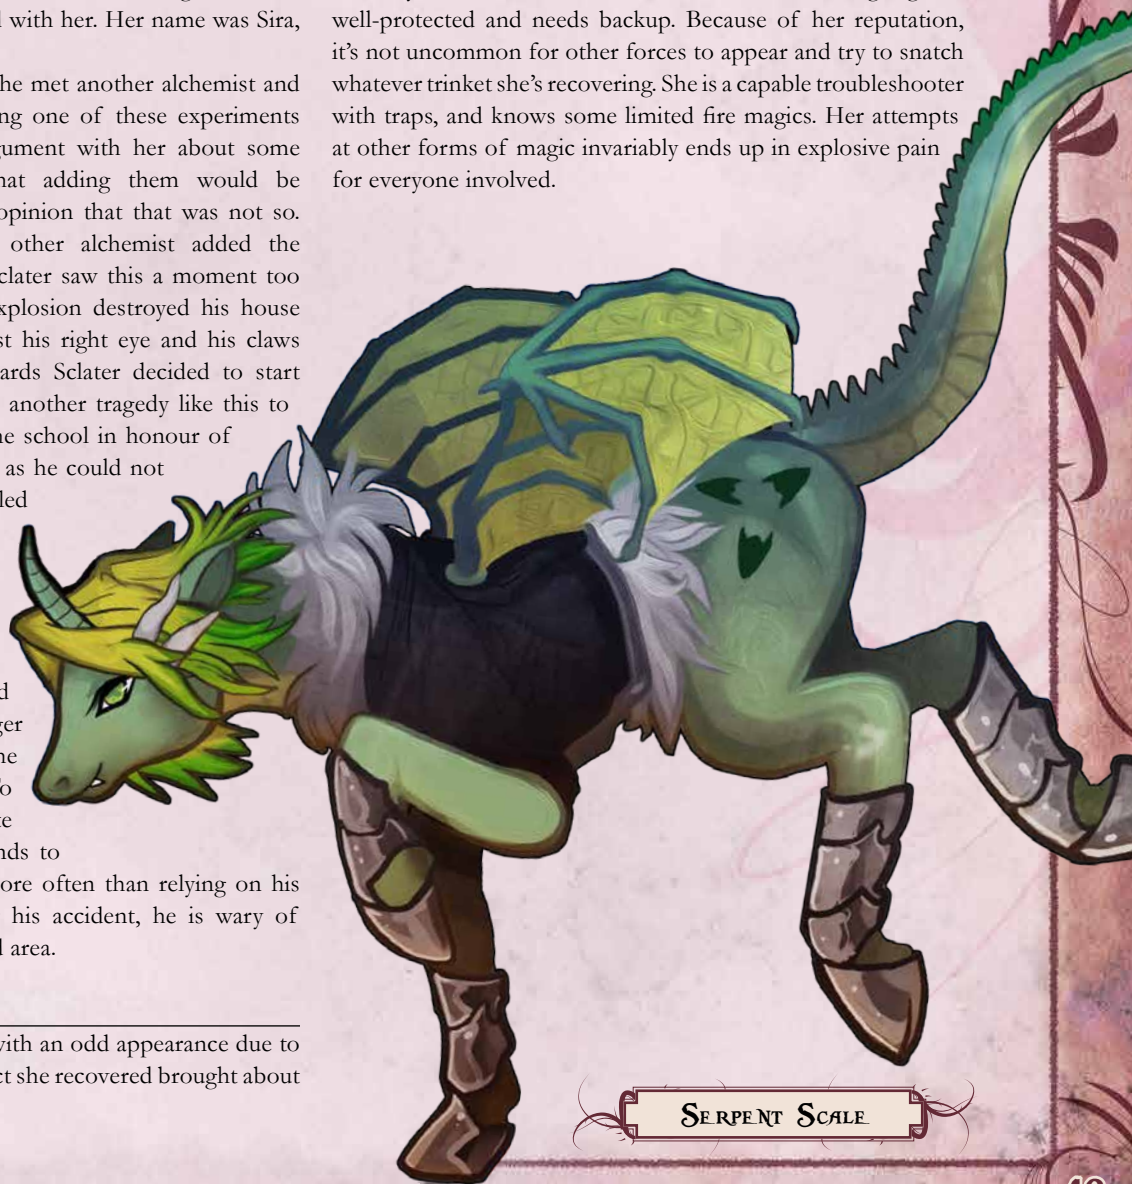 l with her. Her name was Sira,
he met another alchemist and
ng one of these experiments
gument with her about some
hat adding them would be
opinion that that was not so.
other alchemist added the
clater saw this a moment too
xplosion destroyed his house
st his right eye and his claws
ards Sclater decided to start
another tragedy like this to
ne school in honour of
as he could not
led
d
ger
ne
o
te
nds to
ore often than relying on his
his accident, he is wary of
l area.
with an odd appearance due to
ct she recovered brought about
well-protected and needs backup. Because of her reputation,
it’s not uncommon for other forces to appear and try to snatch
whatever trinket she’s recovering. She is a capable troubleshooter
with traps, and knows some limited fire magics. Her attempts
at other forms of magic invariably ends up in explosive pain
for everyone involved.
Serpent Scale